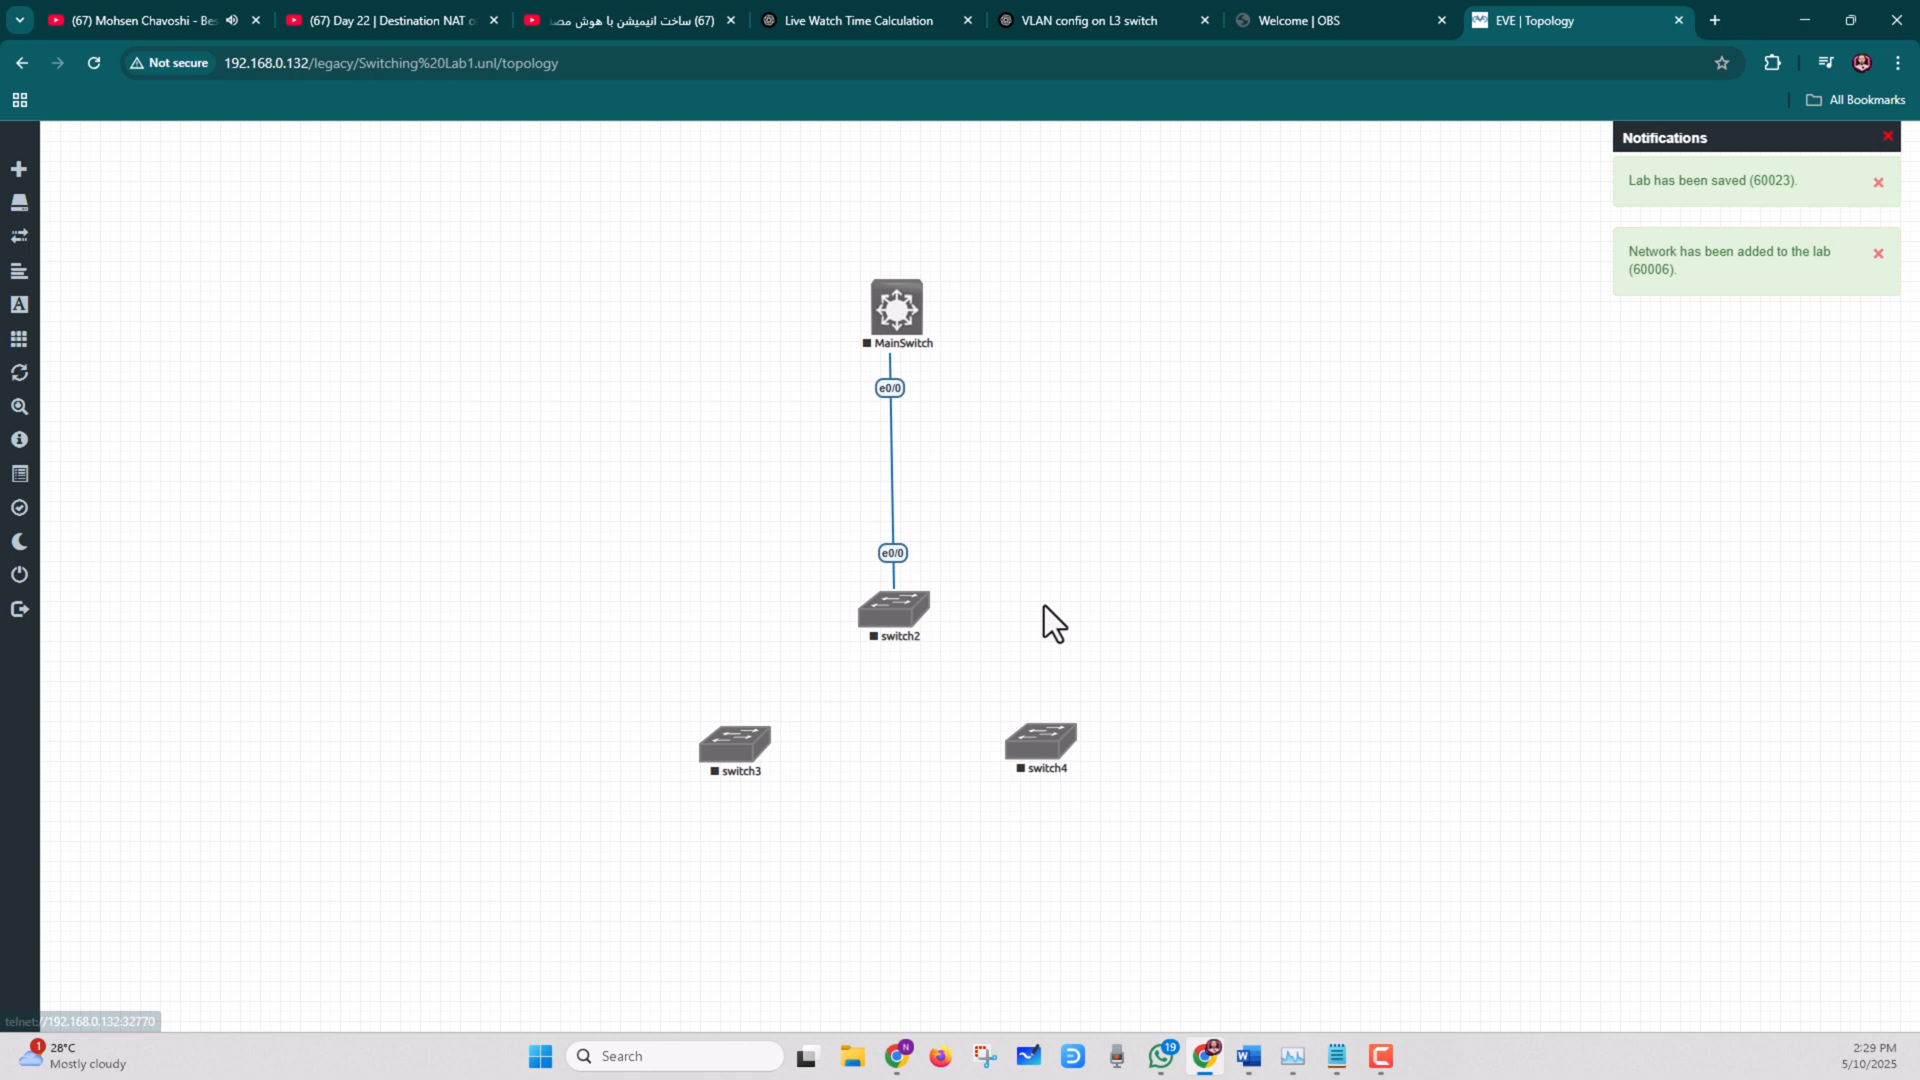 (67) Mohsen Chavoshi - Bes
(67) Day 22 | Destination NAT o
(67) ساخت انیمیشن با هوش مصد
Live Watch Time Calculation
VLAN config on L3 switch
Welcome | OBS
EVE | Topology
Not secure
192.168.0.132/legacy/Switching%20Lab1.unl/topology
All Bookmarks
Notifications
Lab has been saved (60023).
Network has been added to the lab
(60006).
MainSwitch
e0/0
e0/0
switch2
switch3
switch4
telnet://192.168.0.132:32770
1
28°C
Mostly cloudy
Search
N
19
2:29 PM
5/10/2025